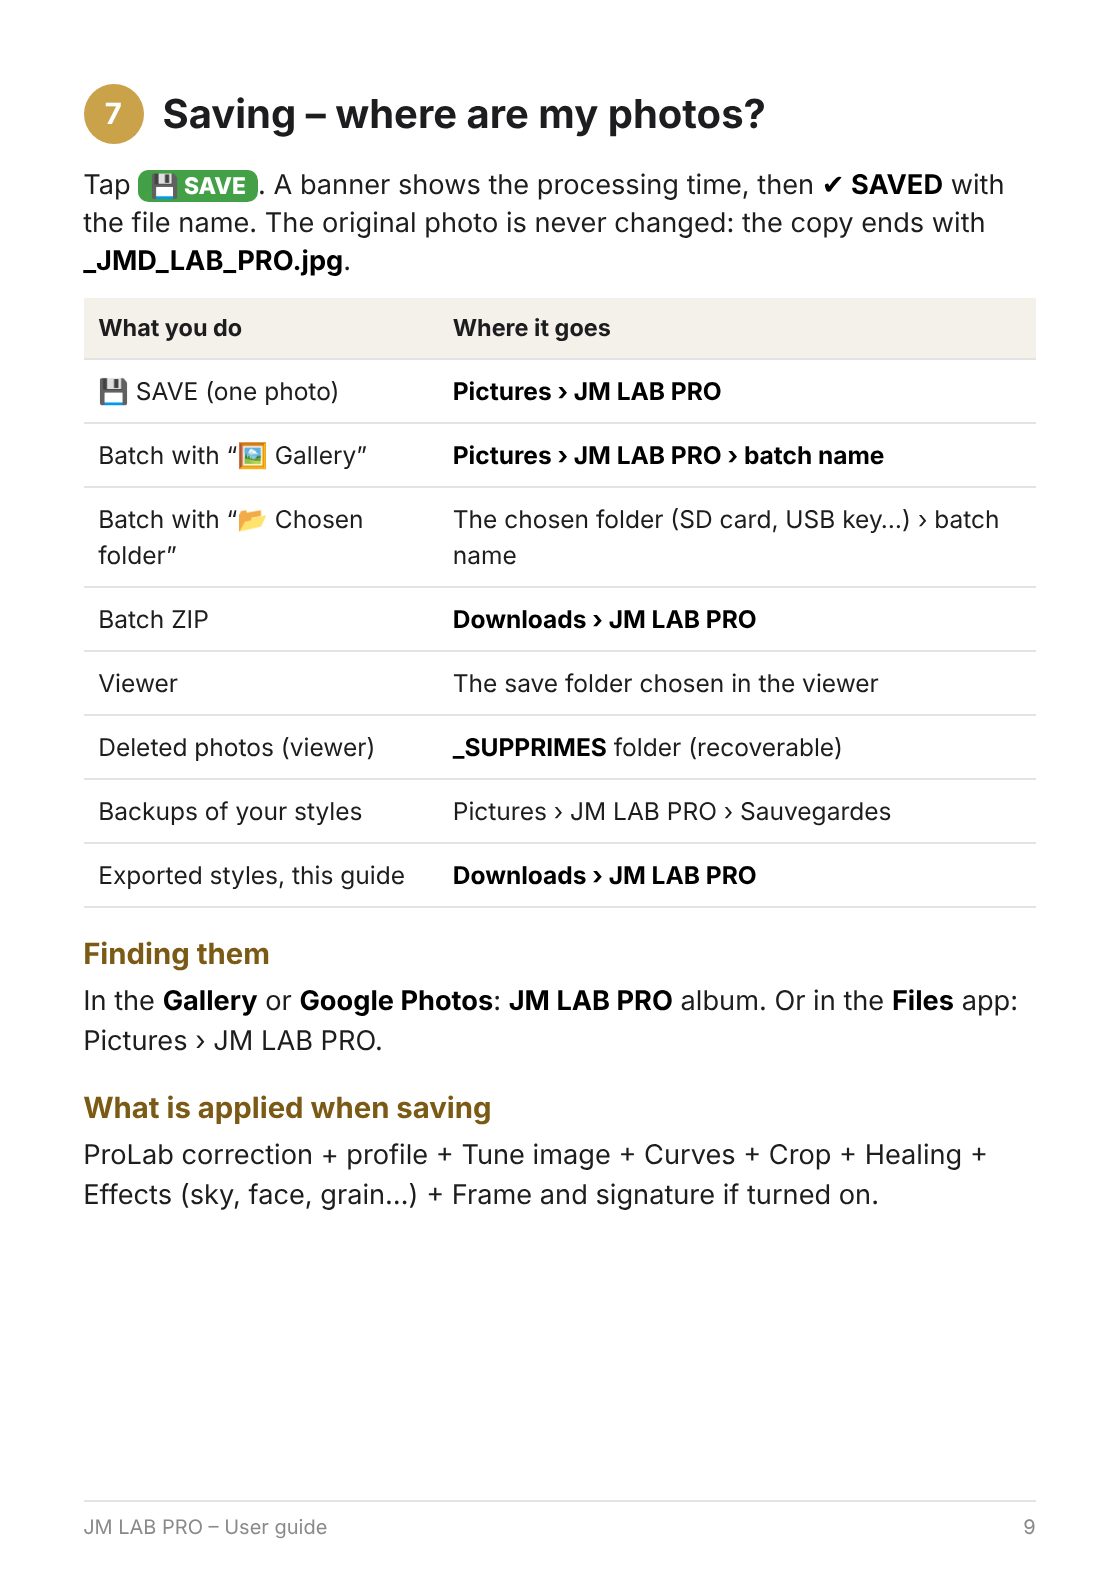 7 Saving – where are my photos?
Tap 💾 SAVE. A banner shows the processing time, then ✔ SAVED with
the file name. The original photo is never changed: the copy ends with
_JMD_LAB_PRO.jpg.
What you do Where it goes
💾 SAVE (one photo) Pictures › JM LAB PRO
Batch with “🖼️ Gallery” Pictures › JM LAB PRO › batch name
Batch with “📂 Chosen The chosen folder (SD card, USB key…) › batch
folder” name
Batch ZIP Downloads › JM LAB PRO
Viewer The save folder chosen in the viewer
Deleted photos (viewer) _SUPPRIMES folder (recoverable)
Backups of your styles Pictures › JM LAB PRO › Sauvegardes
Exported styles, this guide Downloads › JM LAB PRO
Finding them
In the Gallery or Google Photos: JM LAB PRO album. Or in the Files app:
Pictures › JM LAB PRO.
What is applied when saving
ProLab correction + profile + Tune image + Curves + Crop + Healing +
Effects (sky, face, grain…) + Frame and signature if turned on.
JM LAB PRO – User guide 9